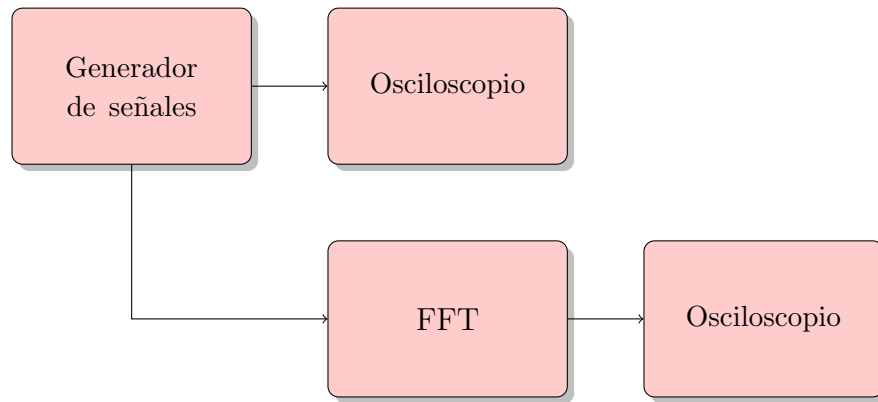 Generador
de señales
Osciloscopio
FFT
Osciloscopio